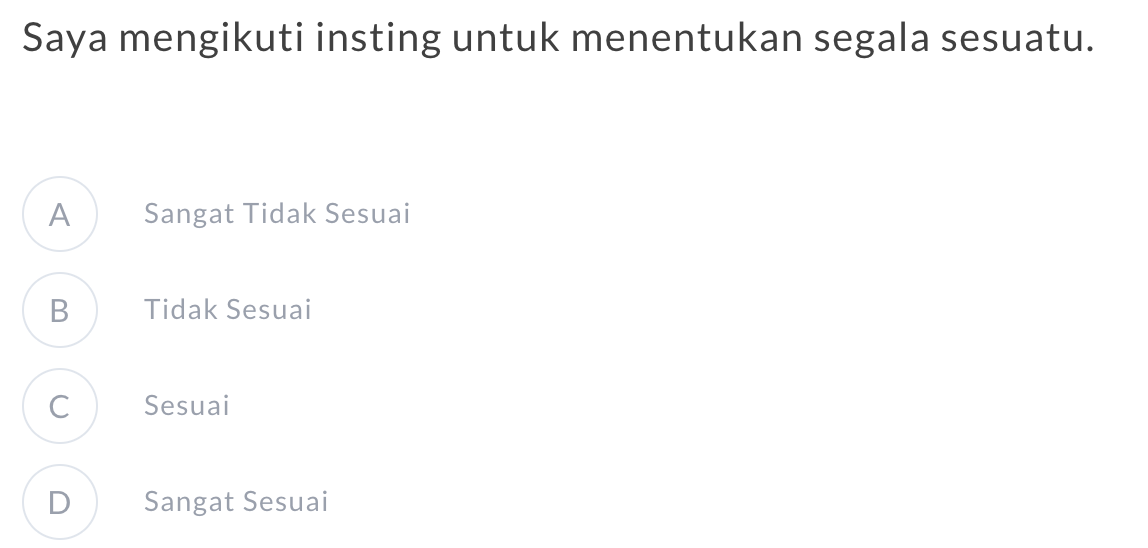 Saya mengikuti insting untuk menentukan segala sesuatu.
A Sangat Tidak Sesuai
B Tidak Sesuai
C Sesuai
D Sangat Sesuai